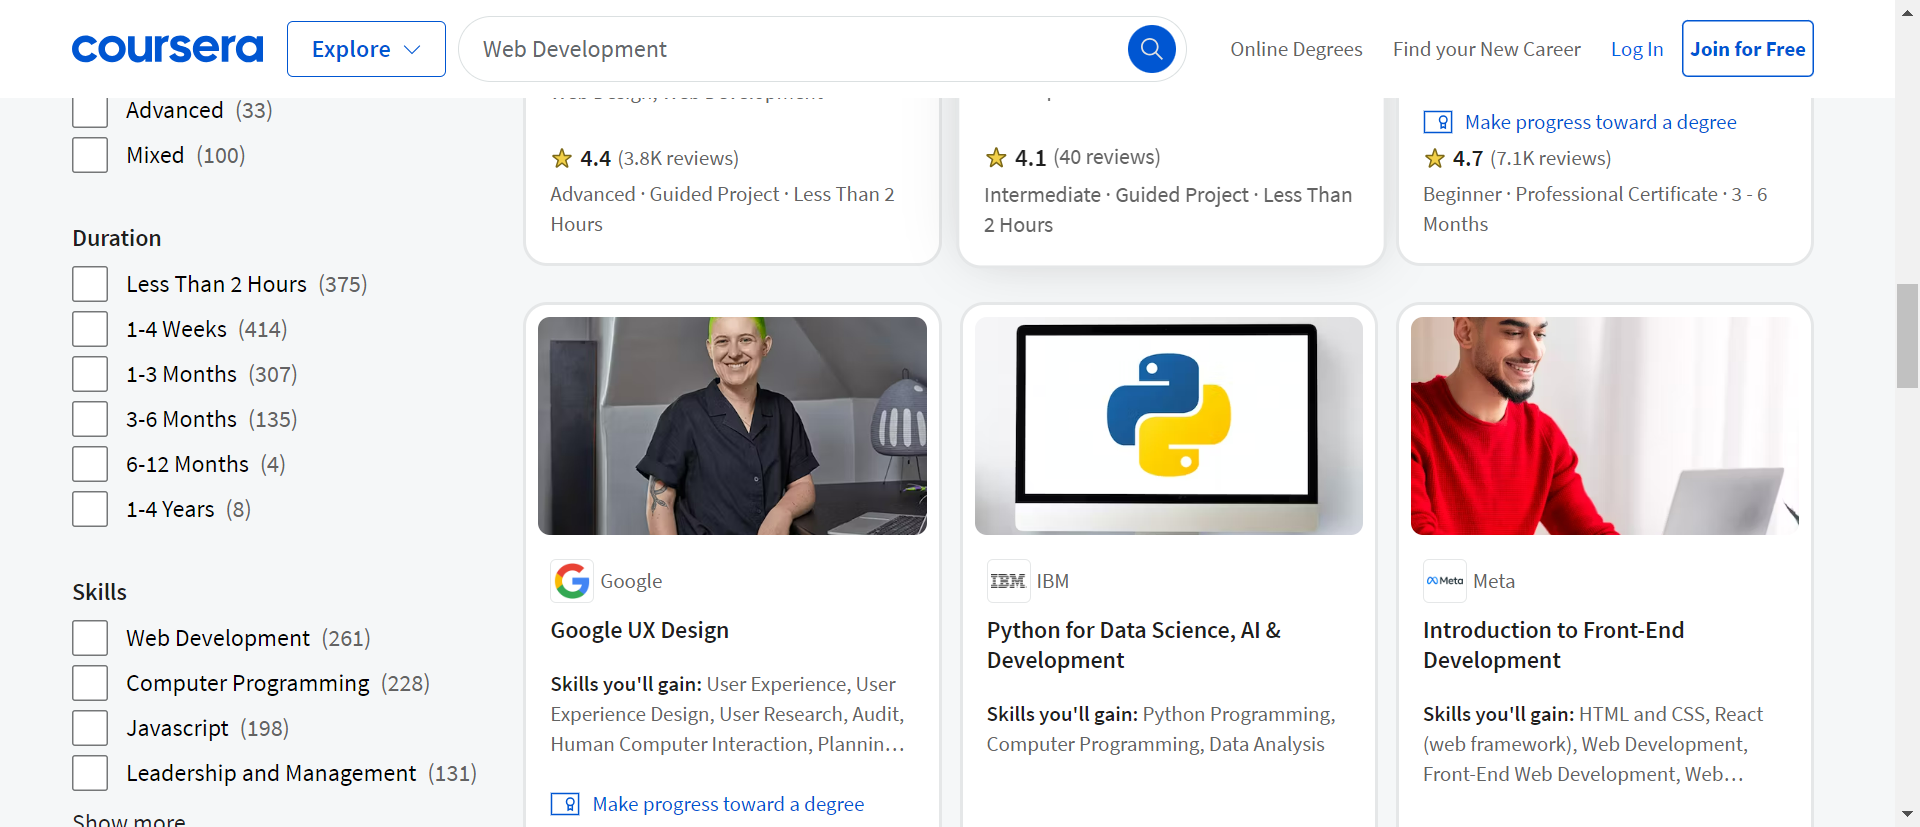 coursera
Explore
Web Development
Online Degrees
Find your New Career
Log In
Join for Free
Advanced (33)
Mixed (100)
Duration
Less Than 2 Hours (375)
1-4 Weeks (414)
1-3 Months (307)
3-6 Months (135)
6-12 Months (4)
1-4 Years (8)
Skills
Web Development (261)
Computer Programming (228)
Javascript (198)
Leadership and Management (131)
Show more
Web Design, Web Development
4.4 (3.8K reviews)
Advanced · Guided Project · Less Than 2
Hours
4.1 (40 reviews)
Intermediate · Guided Project · Less Than
2 Hours
Make progress toward a degree
4.7 (7.1K reviews)
Beginner · Professional Certificate · 3 - 6
Months
Google
Google UX Design
Skills you'll gain: User Experience, User
Experience Design, User Research, Audit,
Human Computer Interaction, Plannin...
Make progress toward a degree
IBM IBM
Python for Data Science, AI &
Development
Skills you'll gain: Python Programming,
Computer Programming, Data Analysis
Meta Meta
Introduction to Front-End
Development
Skills you'll gain: HTML and CSS, React
(web framework), Web Development,
Front-End Web Development, Web...